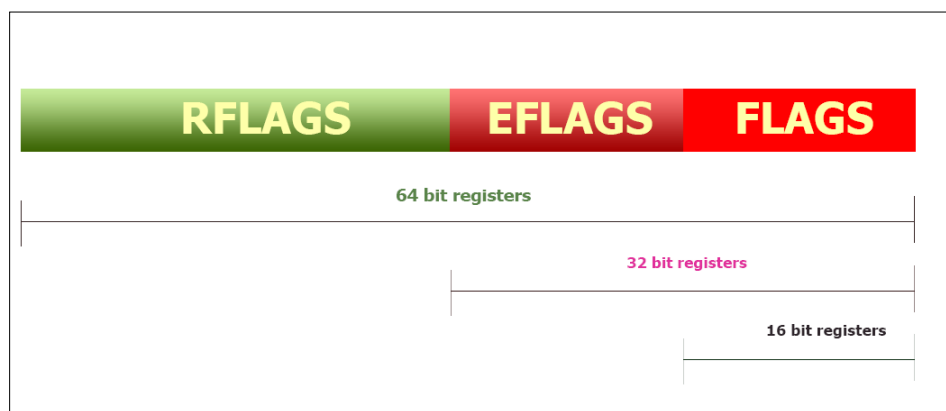 RFLAGS EFLAGS FLAGS
64 bit registers
32 bit registers
16 bit registers